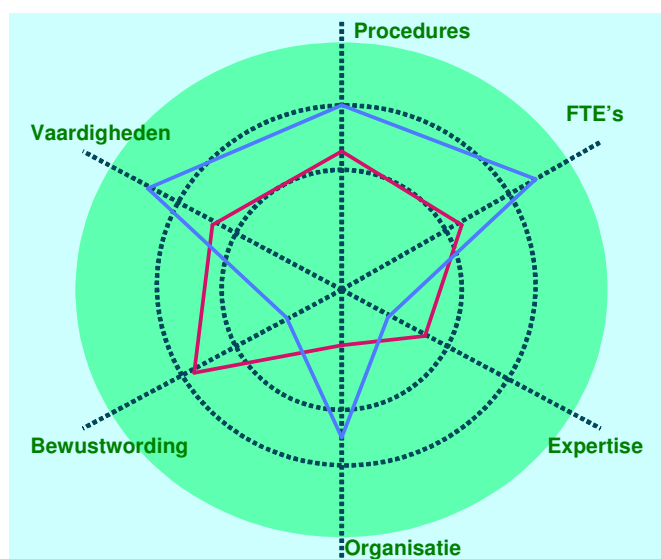 Procedures
FTE’s
Vaardigheden
Bewustwording
Expertise
Organisatie